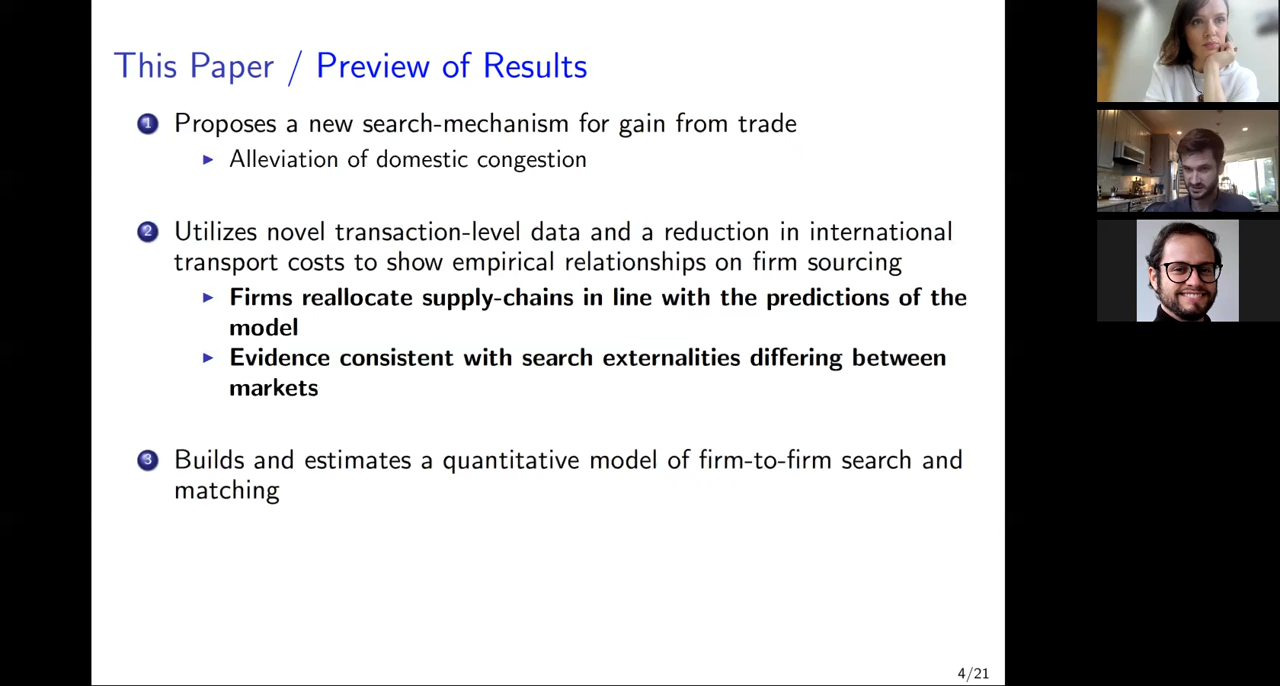 This Paper / Preview of Results
1 Proposes a new search-mechanism for gain from trade
Alleviation of domestic congestion
2 Utilizes novel transaction-level data and a reduction in international
transport costs to show empirical relationships on firm sourcing
Firms reallocate supply-chains in line with the predictions of the
model
Evidence consistent with search externalities differing between
markets
3 Builds and estimates a quantitative model of firm-to-firm search and
matching
4/21